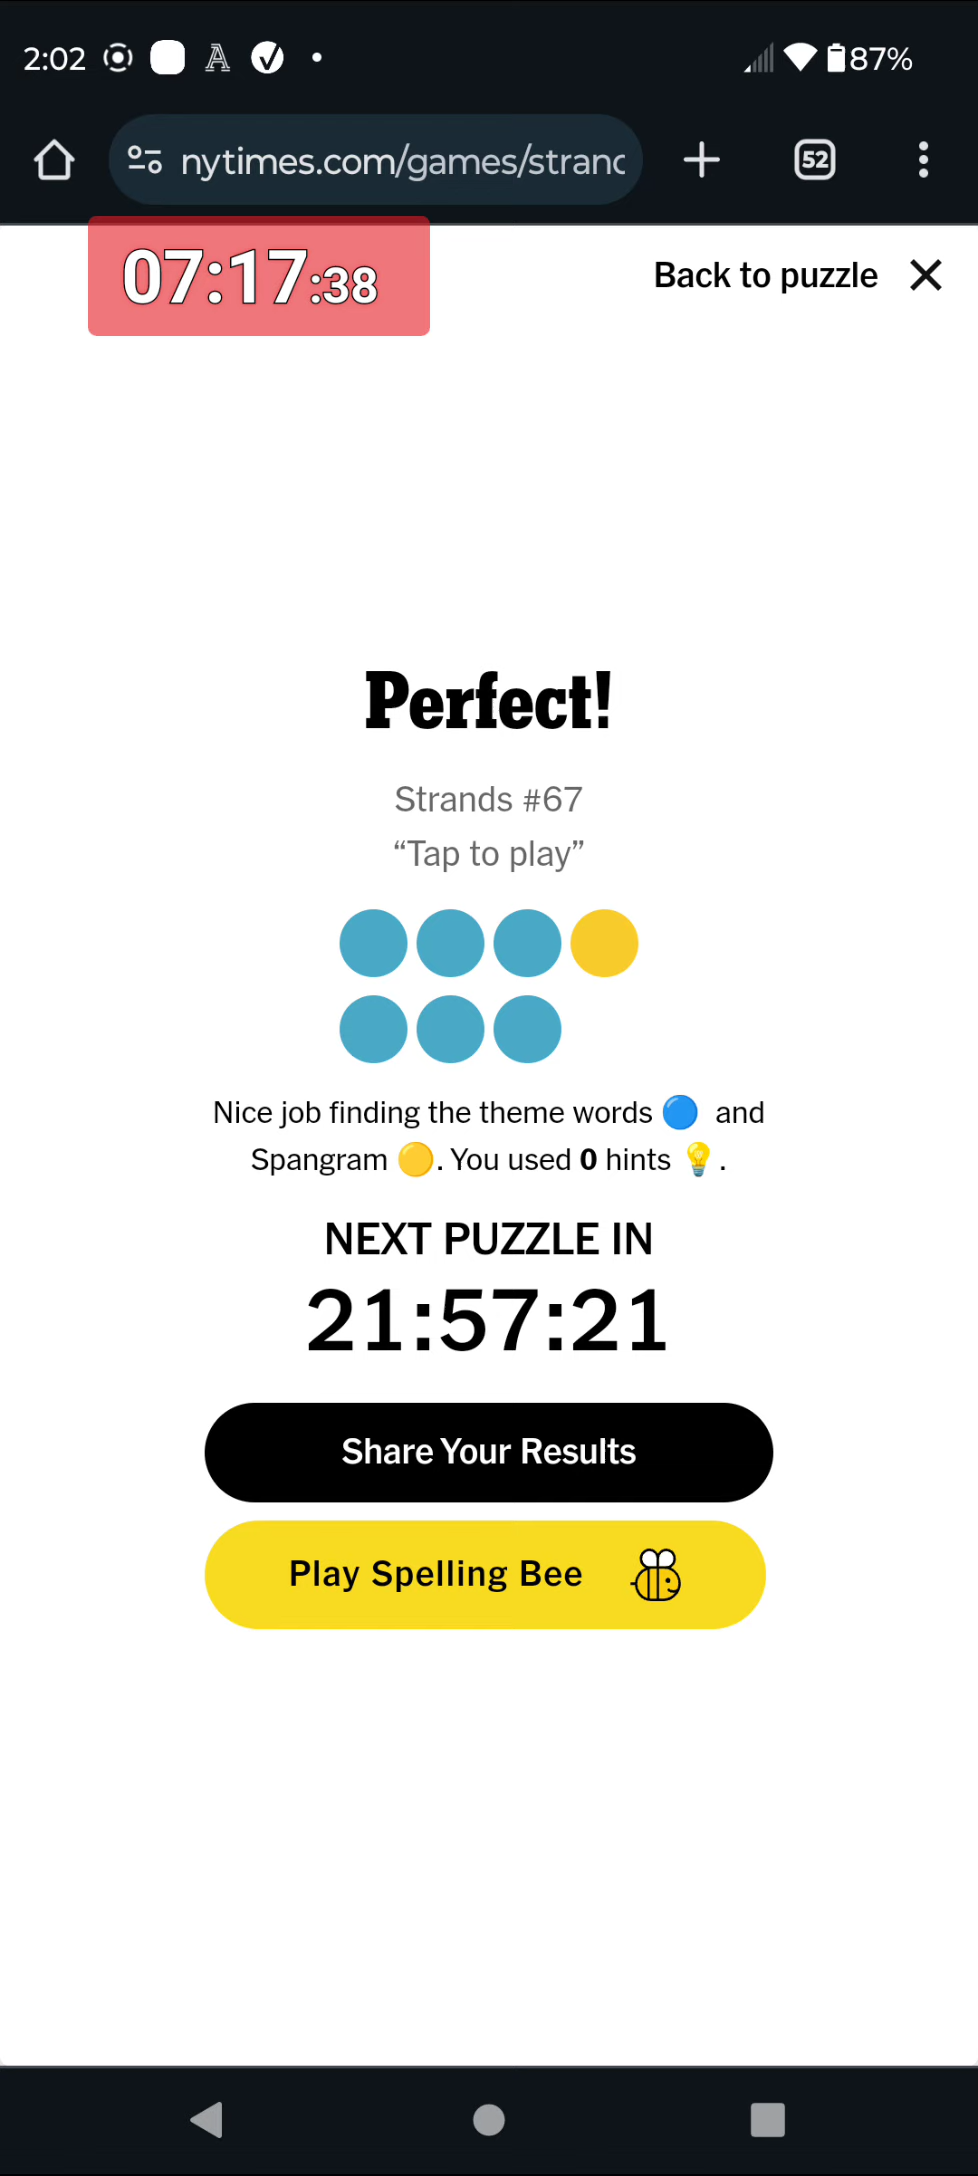 2:02
87%
nytimes.com/games/stranc
52
07:17:38
Back to puzzle
Perfect!
Strands #67
“Tap to play”
Nice job finding the theme words 🔵 and
Spangram 🟡. You used 0 hints 💡.
NEXT PUZZLE IN
21:57:21
Share Your Results
Play Spelling Bee